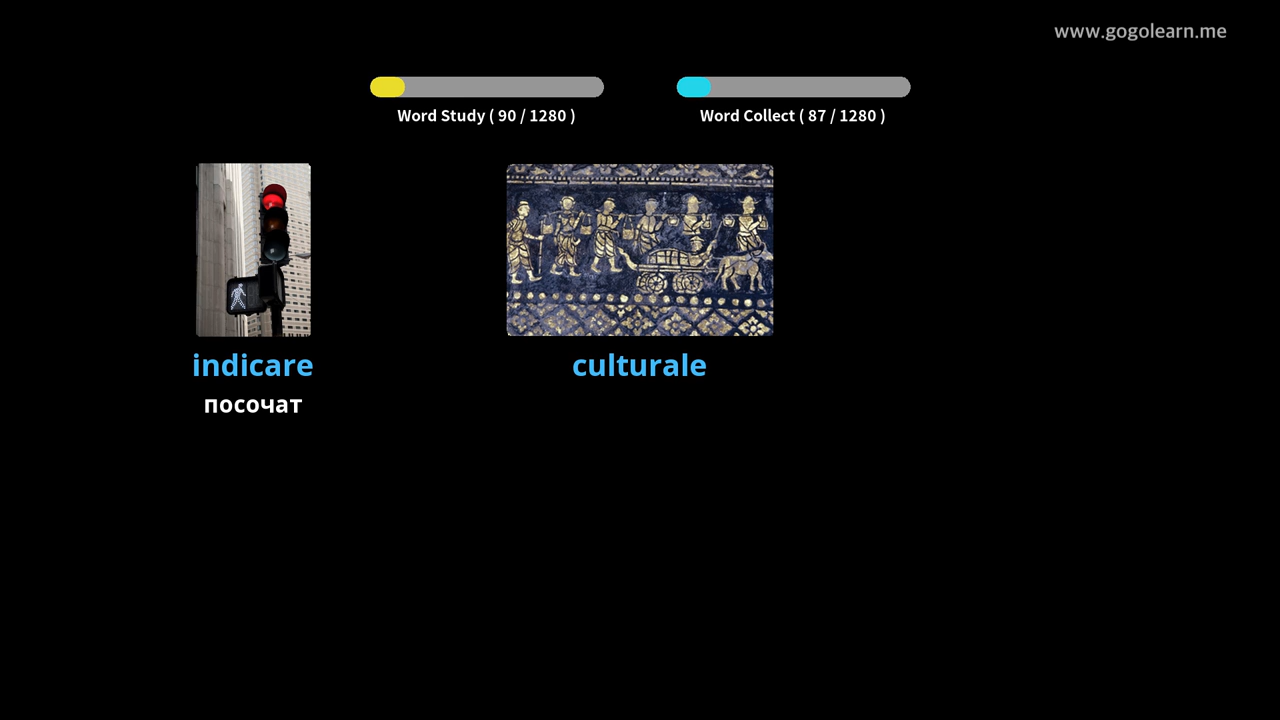 www.gogolearn.me
Word Study ( 90 / 1280 )
Word Collect ( 87 / 1280 )
indicare
culturale
посочат